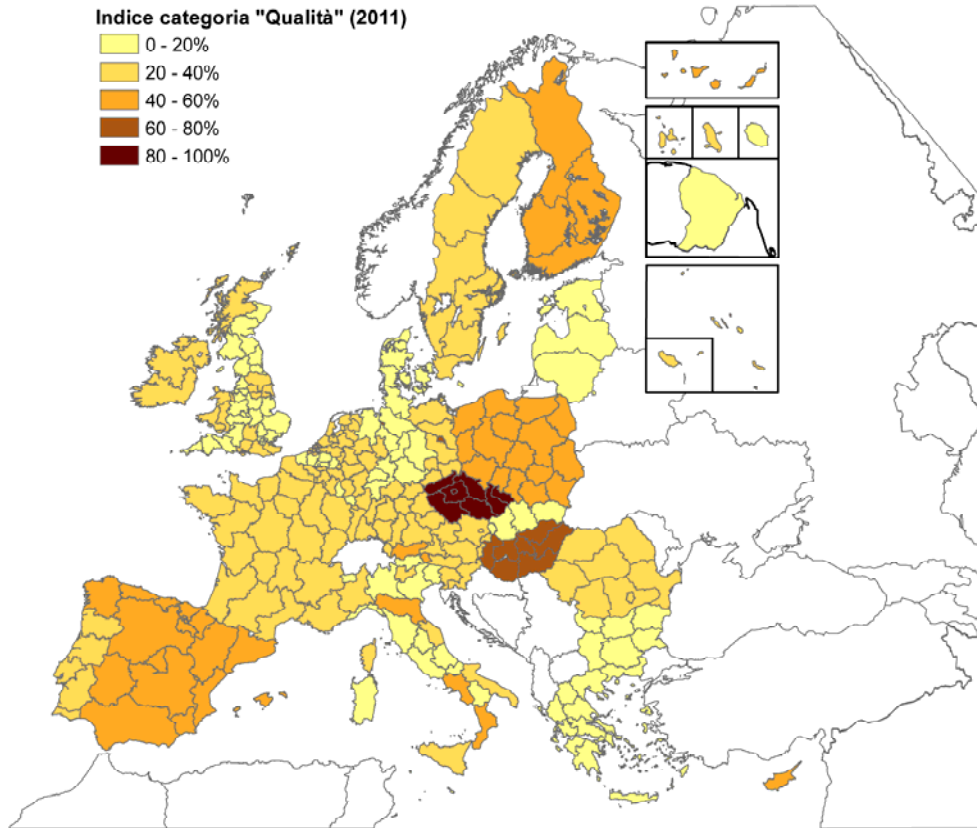 Indice categoria "Qualità" (2011)
0 - 20%
20 - 40%
40 - 60%
60 - 80%
80 - 100%